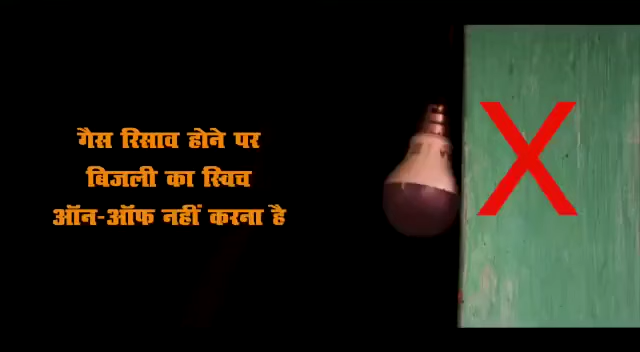 गैस रिसाव होने पर
बिजली का स्विच
ऑन-ऑफ नहीं करना है
X